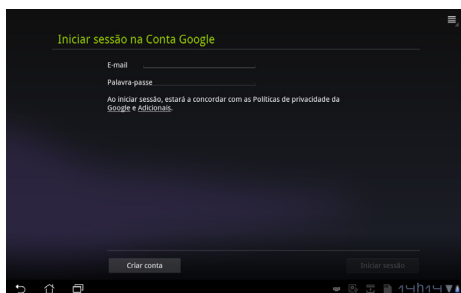 Iniciar sessão na Conta Google
E-mail
Palavra-passe
Ao iniciar sessão, estará a concordar com as Políticas de privacidade da
Google e Adicionais.
Criar conta
Iniciar sessão
14h14